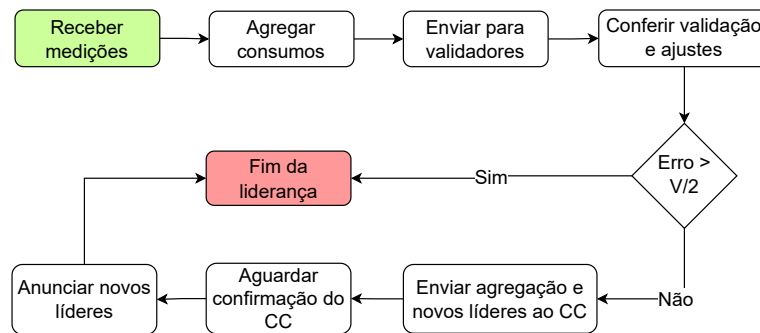 Receber
medições
Agregar
consumos
Enviar para
validadores
Conferir validação
e ajustes
Erro >
V/2
Sim
Fim da
liderança
Não
Enviar agregação e
novos líderes ao CC
Aguardar
confirmação do
CC
Anunciar novos
líderes